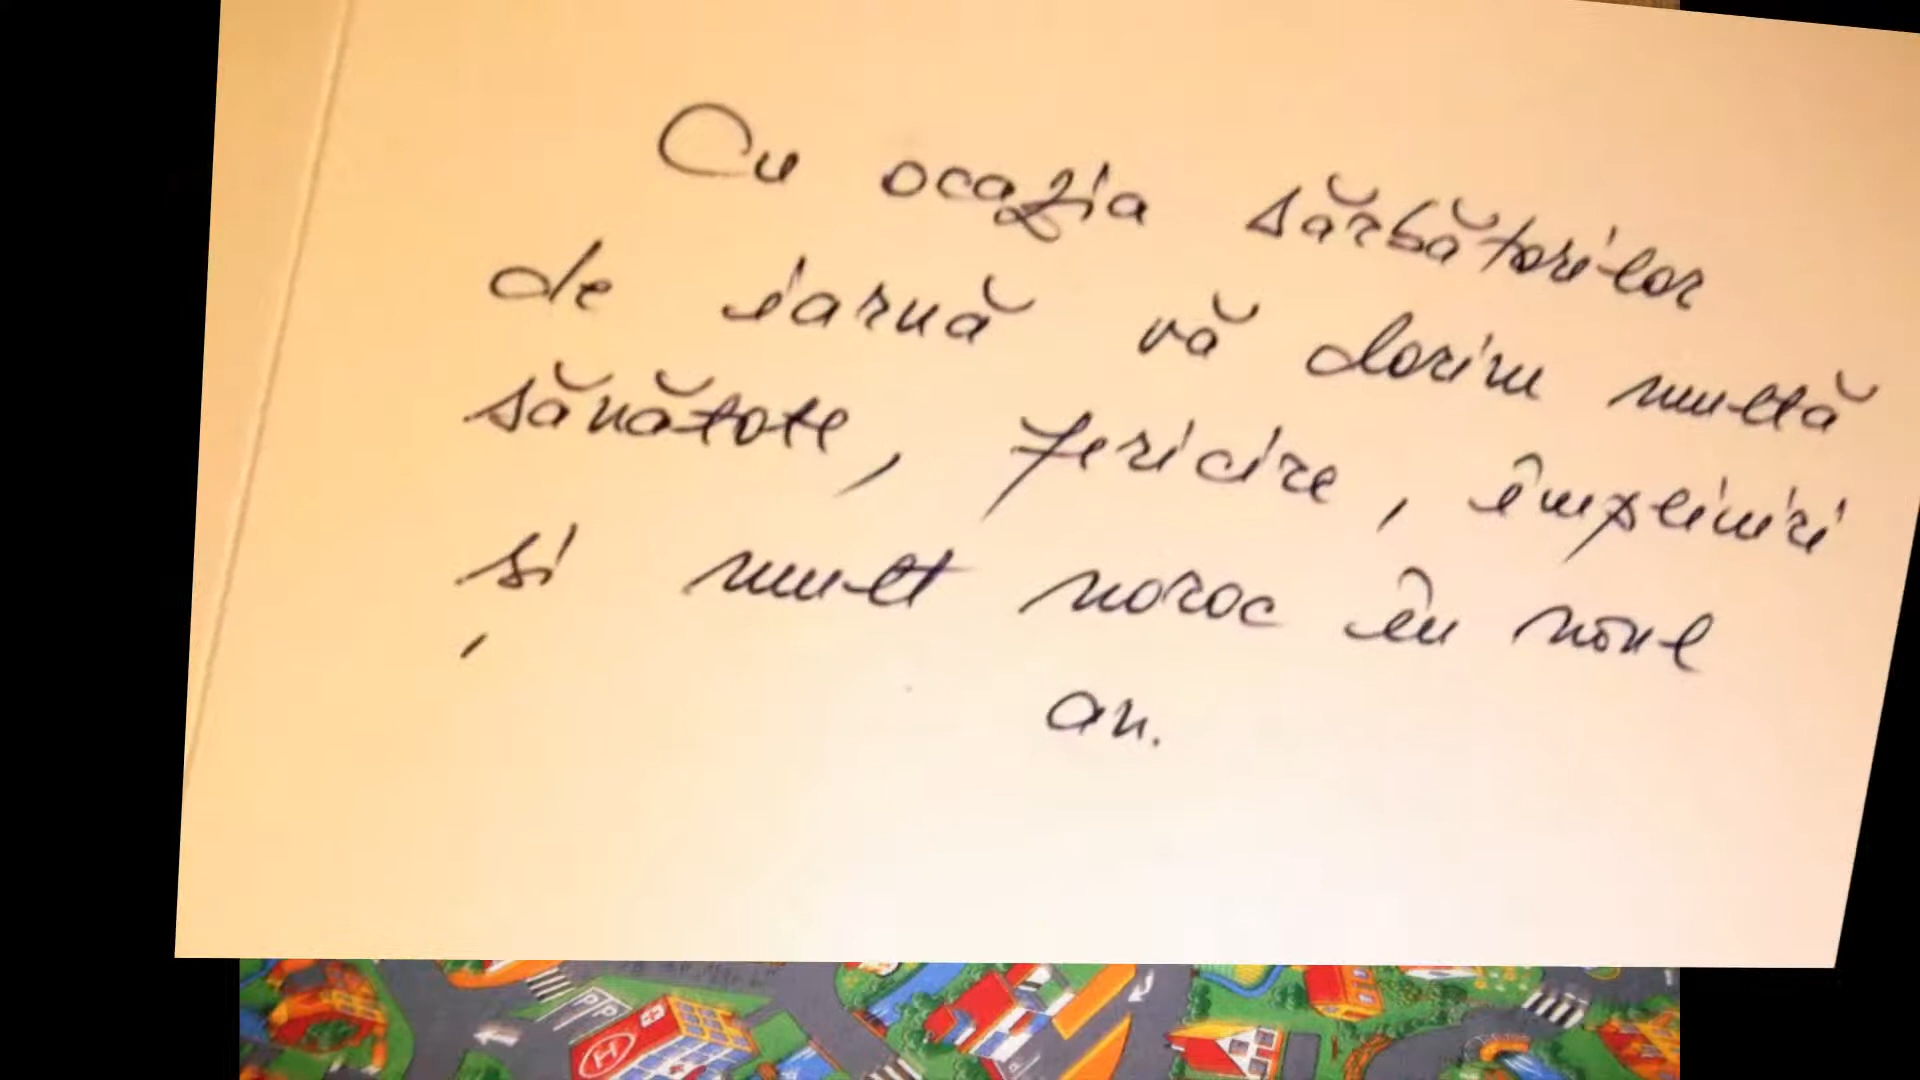 Cu ocazia sărbătorilor
de iarnă vă dorim multă
sănătate, fericire, împliniri
și mult noroc în noul
an.
P P
H